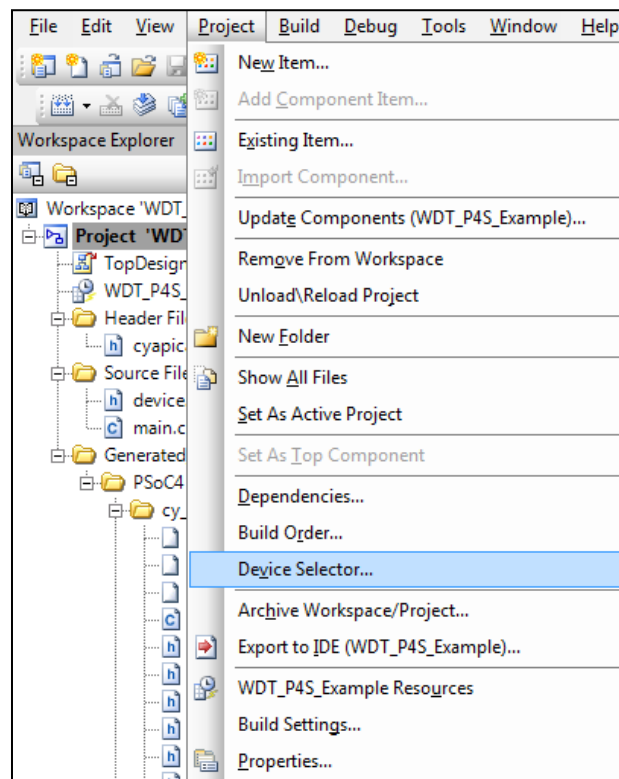 File Edit View Project Build Debug Tools Window Help
New Item...
Add Component Item...
Workspace Explorer
Existing Item...
Import Component...
Workspace 'WDT_
Update Components (WDT_P4S_Example)...
Project 'WDT
TopDesign
Remove From Workspace
WDT_P4S_
Unload\Reload Project
Header File
New Folder
h cyapic
Source File
Show All Files
h device
Set As Active Project
c main.c
Generated
Set As Top Component
PSoC4
Dependencies...
cy_
Build Order...
Device Selector...
Archive Workspace/Project...
C
h
Export to IDE (WDT_P4S_Example)...
h
WDT_P4S_Example Resources
h
Build Settings...
h
h
Properties...